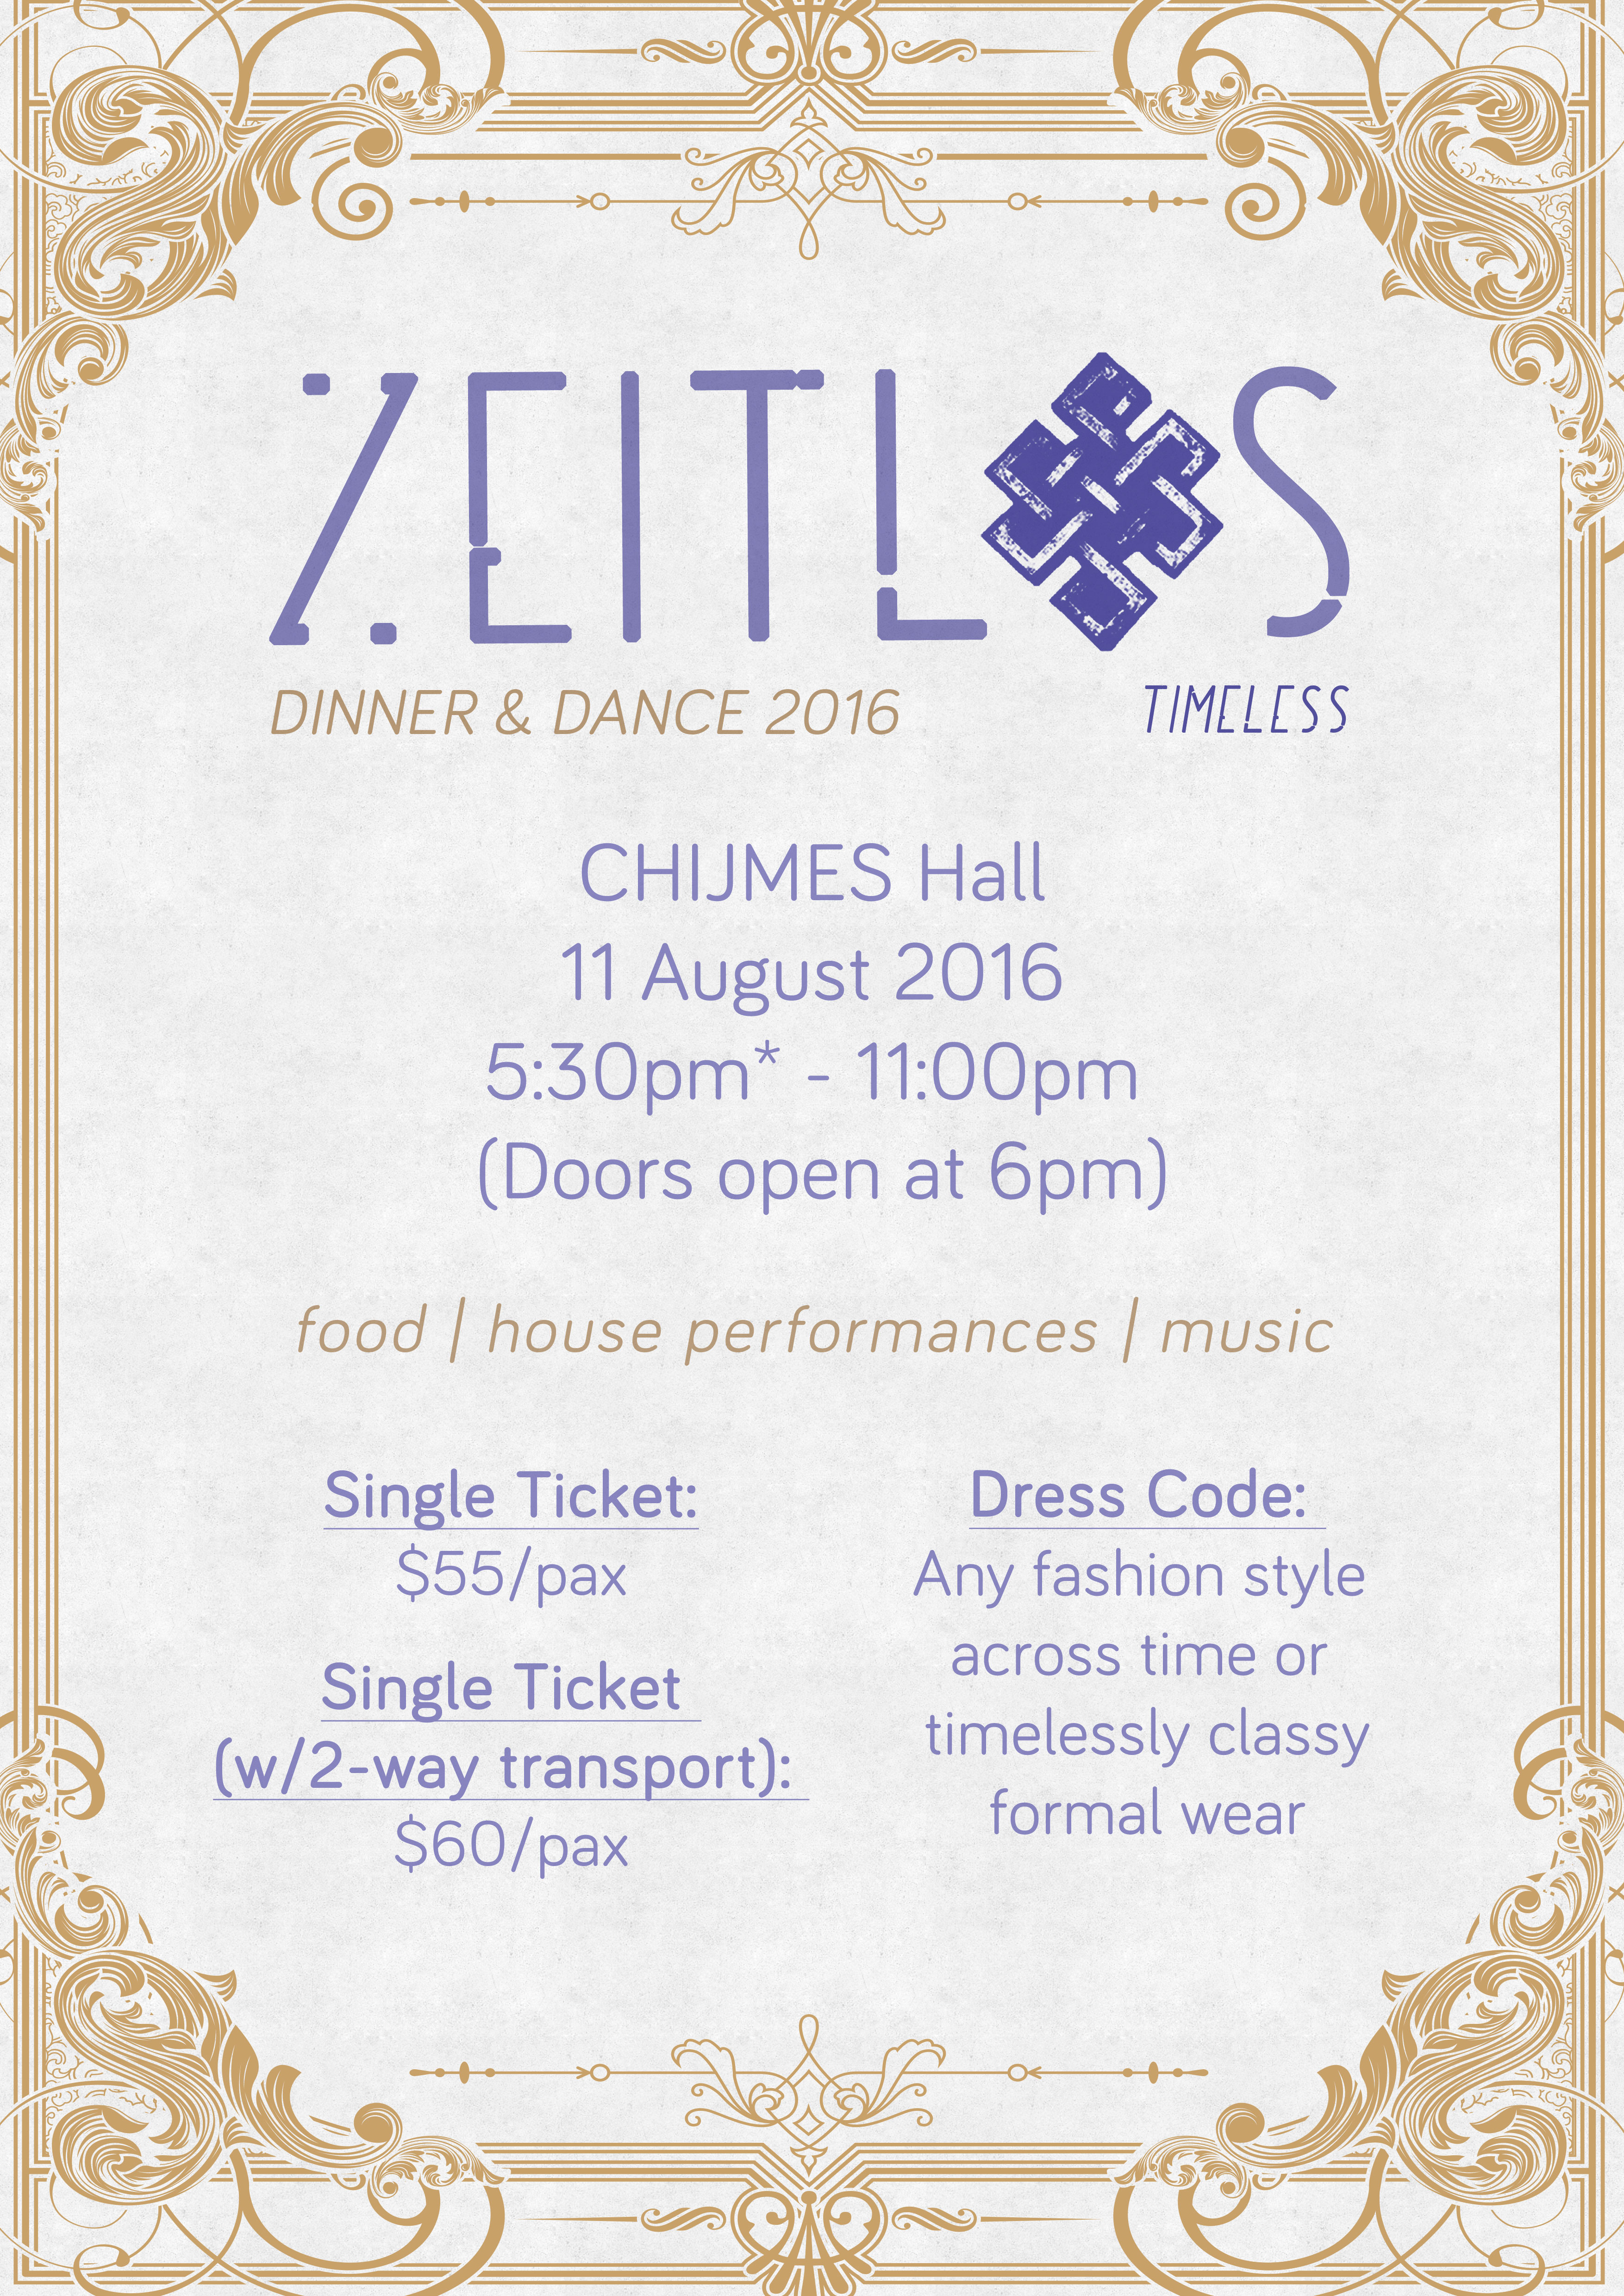 ZEITLOS
DINNER & DANCE 2016
TIMELESS
CHIJMES Hall
11 August 2016
5:30pm* - 11:00pm
(Doors open at 6pm)
food | house performances | music
Single Ticket:
$55/pax
Single Ticket
(w/2-way transport):
$60/pax
Dress Code:
Any fashion style
across time or
timelessly classy
formal wear